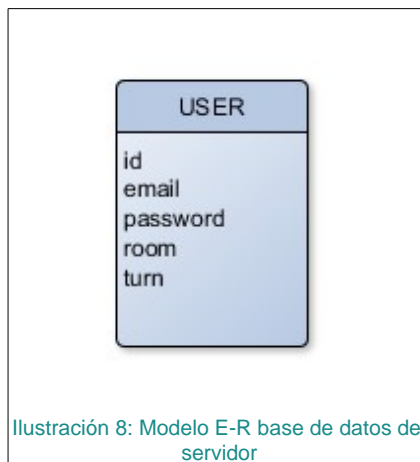 USER
id
email
password
room
turn
Ilustración 8: Modelo E-R base de datos de
servidor